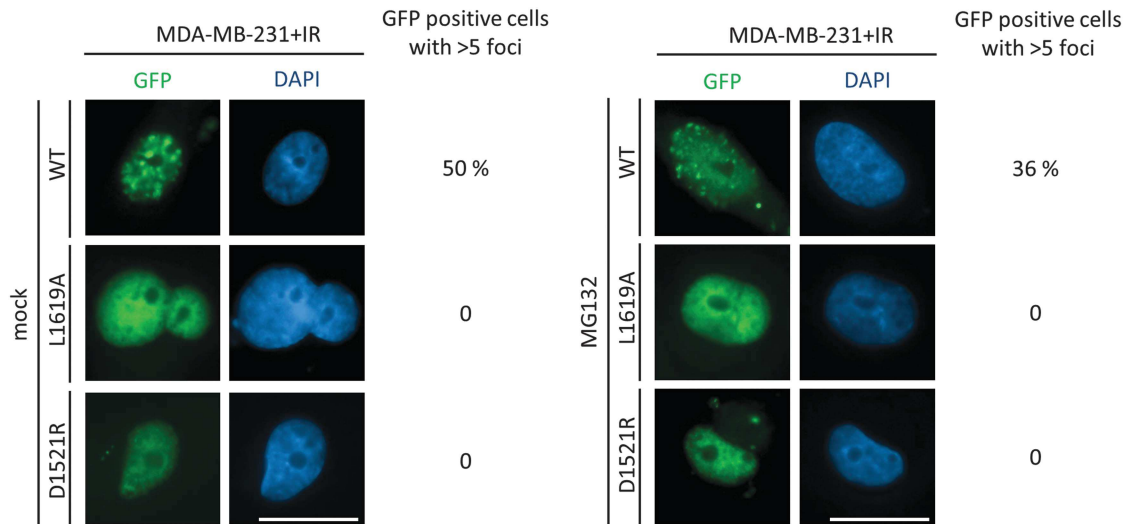 MDA-MB-231+IR
GFP positive cells
with >5 foci
GFP
DAPI
mock
WT
50 %
L1619A
0
D1521R
0
MDA-MB-231+IR
GFP positive cells
with >5 foci
GFP
DAPI
MG132
WT
36 %
L1619A
0
D1521R
0